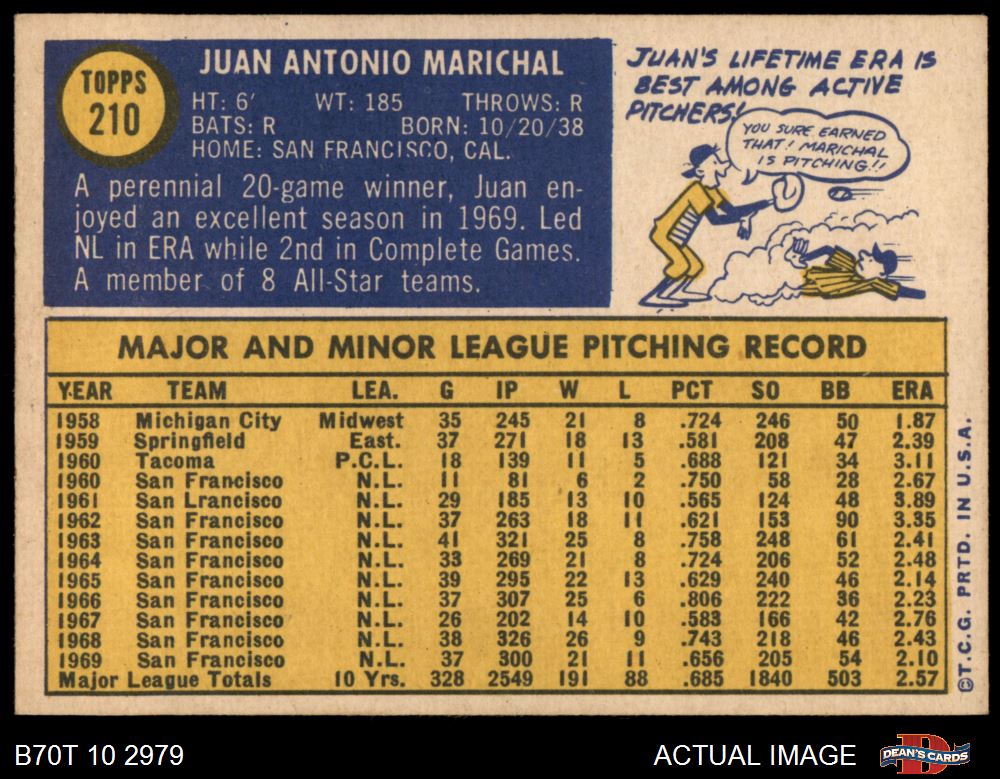 TOPPS
210
JUAN ANTONIO MARICHAL
HT: 6' WT: 185 THROWS: R
BATS: R BORN: 10/20/38
HOME: SAN FRANCISCO, CAL.
A perennial 20-game winner, Juan en-
joyed an excellent season in 1969. Led
NL in ERA while 2nd in Complete Games.
A member of 8 All-Star teams.
JUAN'S LIFETIME ERA IS
BEST AMONG ACTIVE
PITCHERS!
YOU SURE EARNED
THAT! MARICHAL
IS PITCHING!!
MAJOR AND MINOR LEAGUE PITCHING RECORD
YEAR TEAM LEA. G IP W L PCT SO BB ERA
1958 Michigan City Midwest 35 245 21 8 .724 246 50 1.87
1959 Springfield East. 37 271 18 13 .581 208 47 2.39
1960 Tacoma P.C.L. 18 139 11 5 .688 121 34 3.11
1960 San Francisco N.L. 11 81 6 2 .750 58 28 2.67
1961 San Lrancisco N.L. 29 185 13 10 .565 124 48 3.89
1962 San Francisco N.L. 37 263 18 11 .621 153 90 3.35
1963 San Francisco N.L. 41 321 25 8 .758 248 61 2.41
1964 San Francisco N.L. 33 269 21 8 .724 206 52 2.48
1965 San Francisco N.L. 39 295 22 13 .629 240 46 2.14
1966 San Francisco N.L. 37 307 25 6 .806 222 36 2.23
1967 San Francisco N.L. 26 202 14 10 .583 166 42 2.76
1968 San Francisco N.L. 38 326 26 9 .743 218 46 2.43
1969 San Francisco N.L. 37 300 21 11 .656 205 54 2.10
Major League Totals 10 Yrs. 328 2549 191 88 .685 1840 503 2.57
©T.C.G. PRTD. IN U.S.A.
B70T 10 2979
ACTUAL IMAGE
DEAN'S CARDS